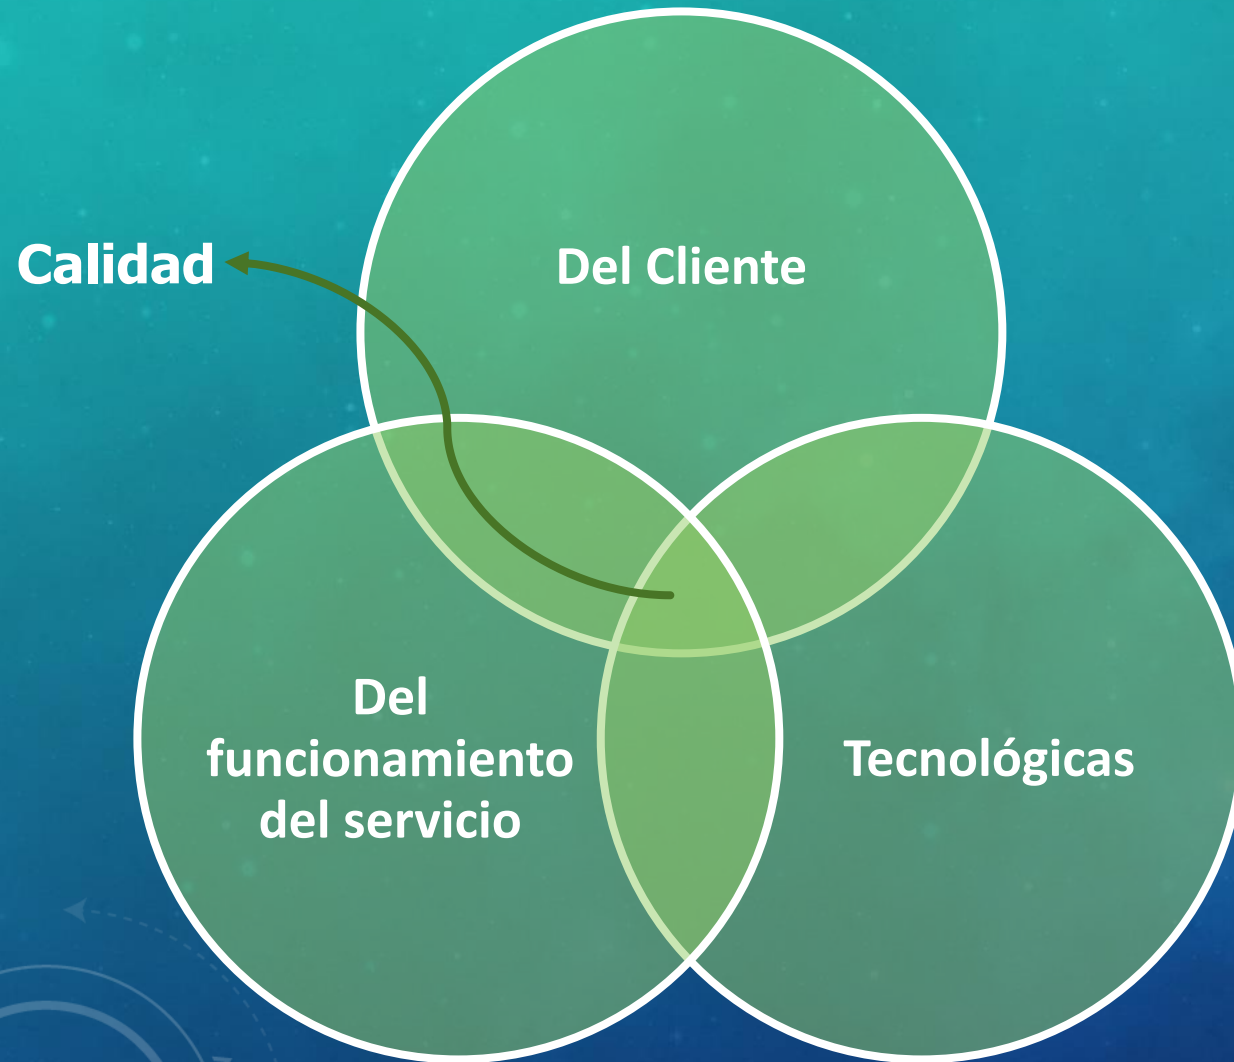 Calidad
Del Cliente
Del
funcionamiento
del servicio
Tecnológicas